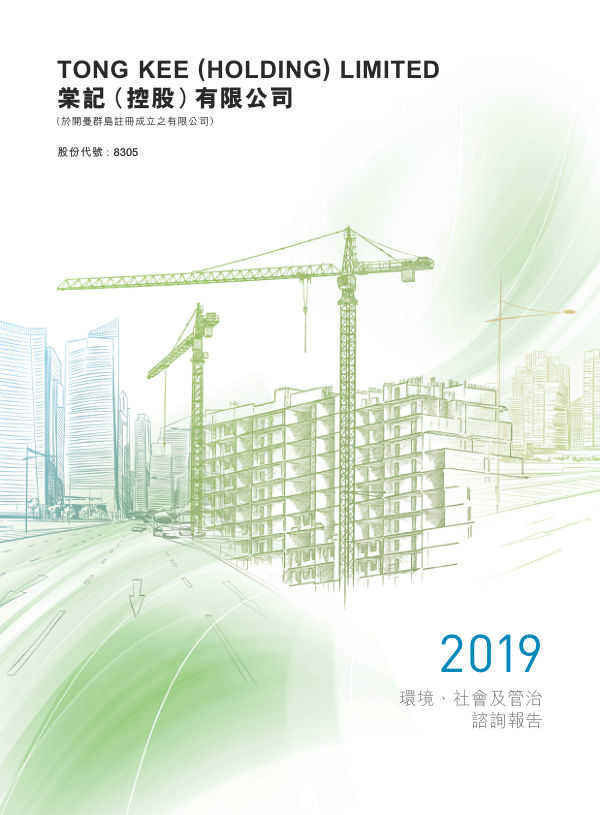 TONG KEE (HOLDING) LIMITED
棠記（控股）有限公司
（於開曼群島註冊成立之有限公司）
股份代號 : 8305
2019
環境、社會及管治
諮詢報告